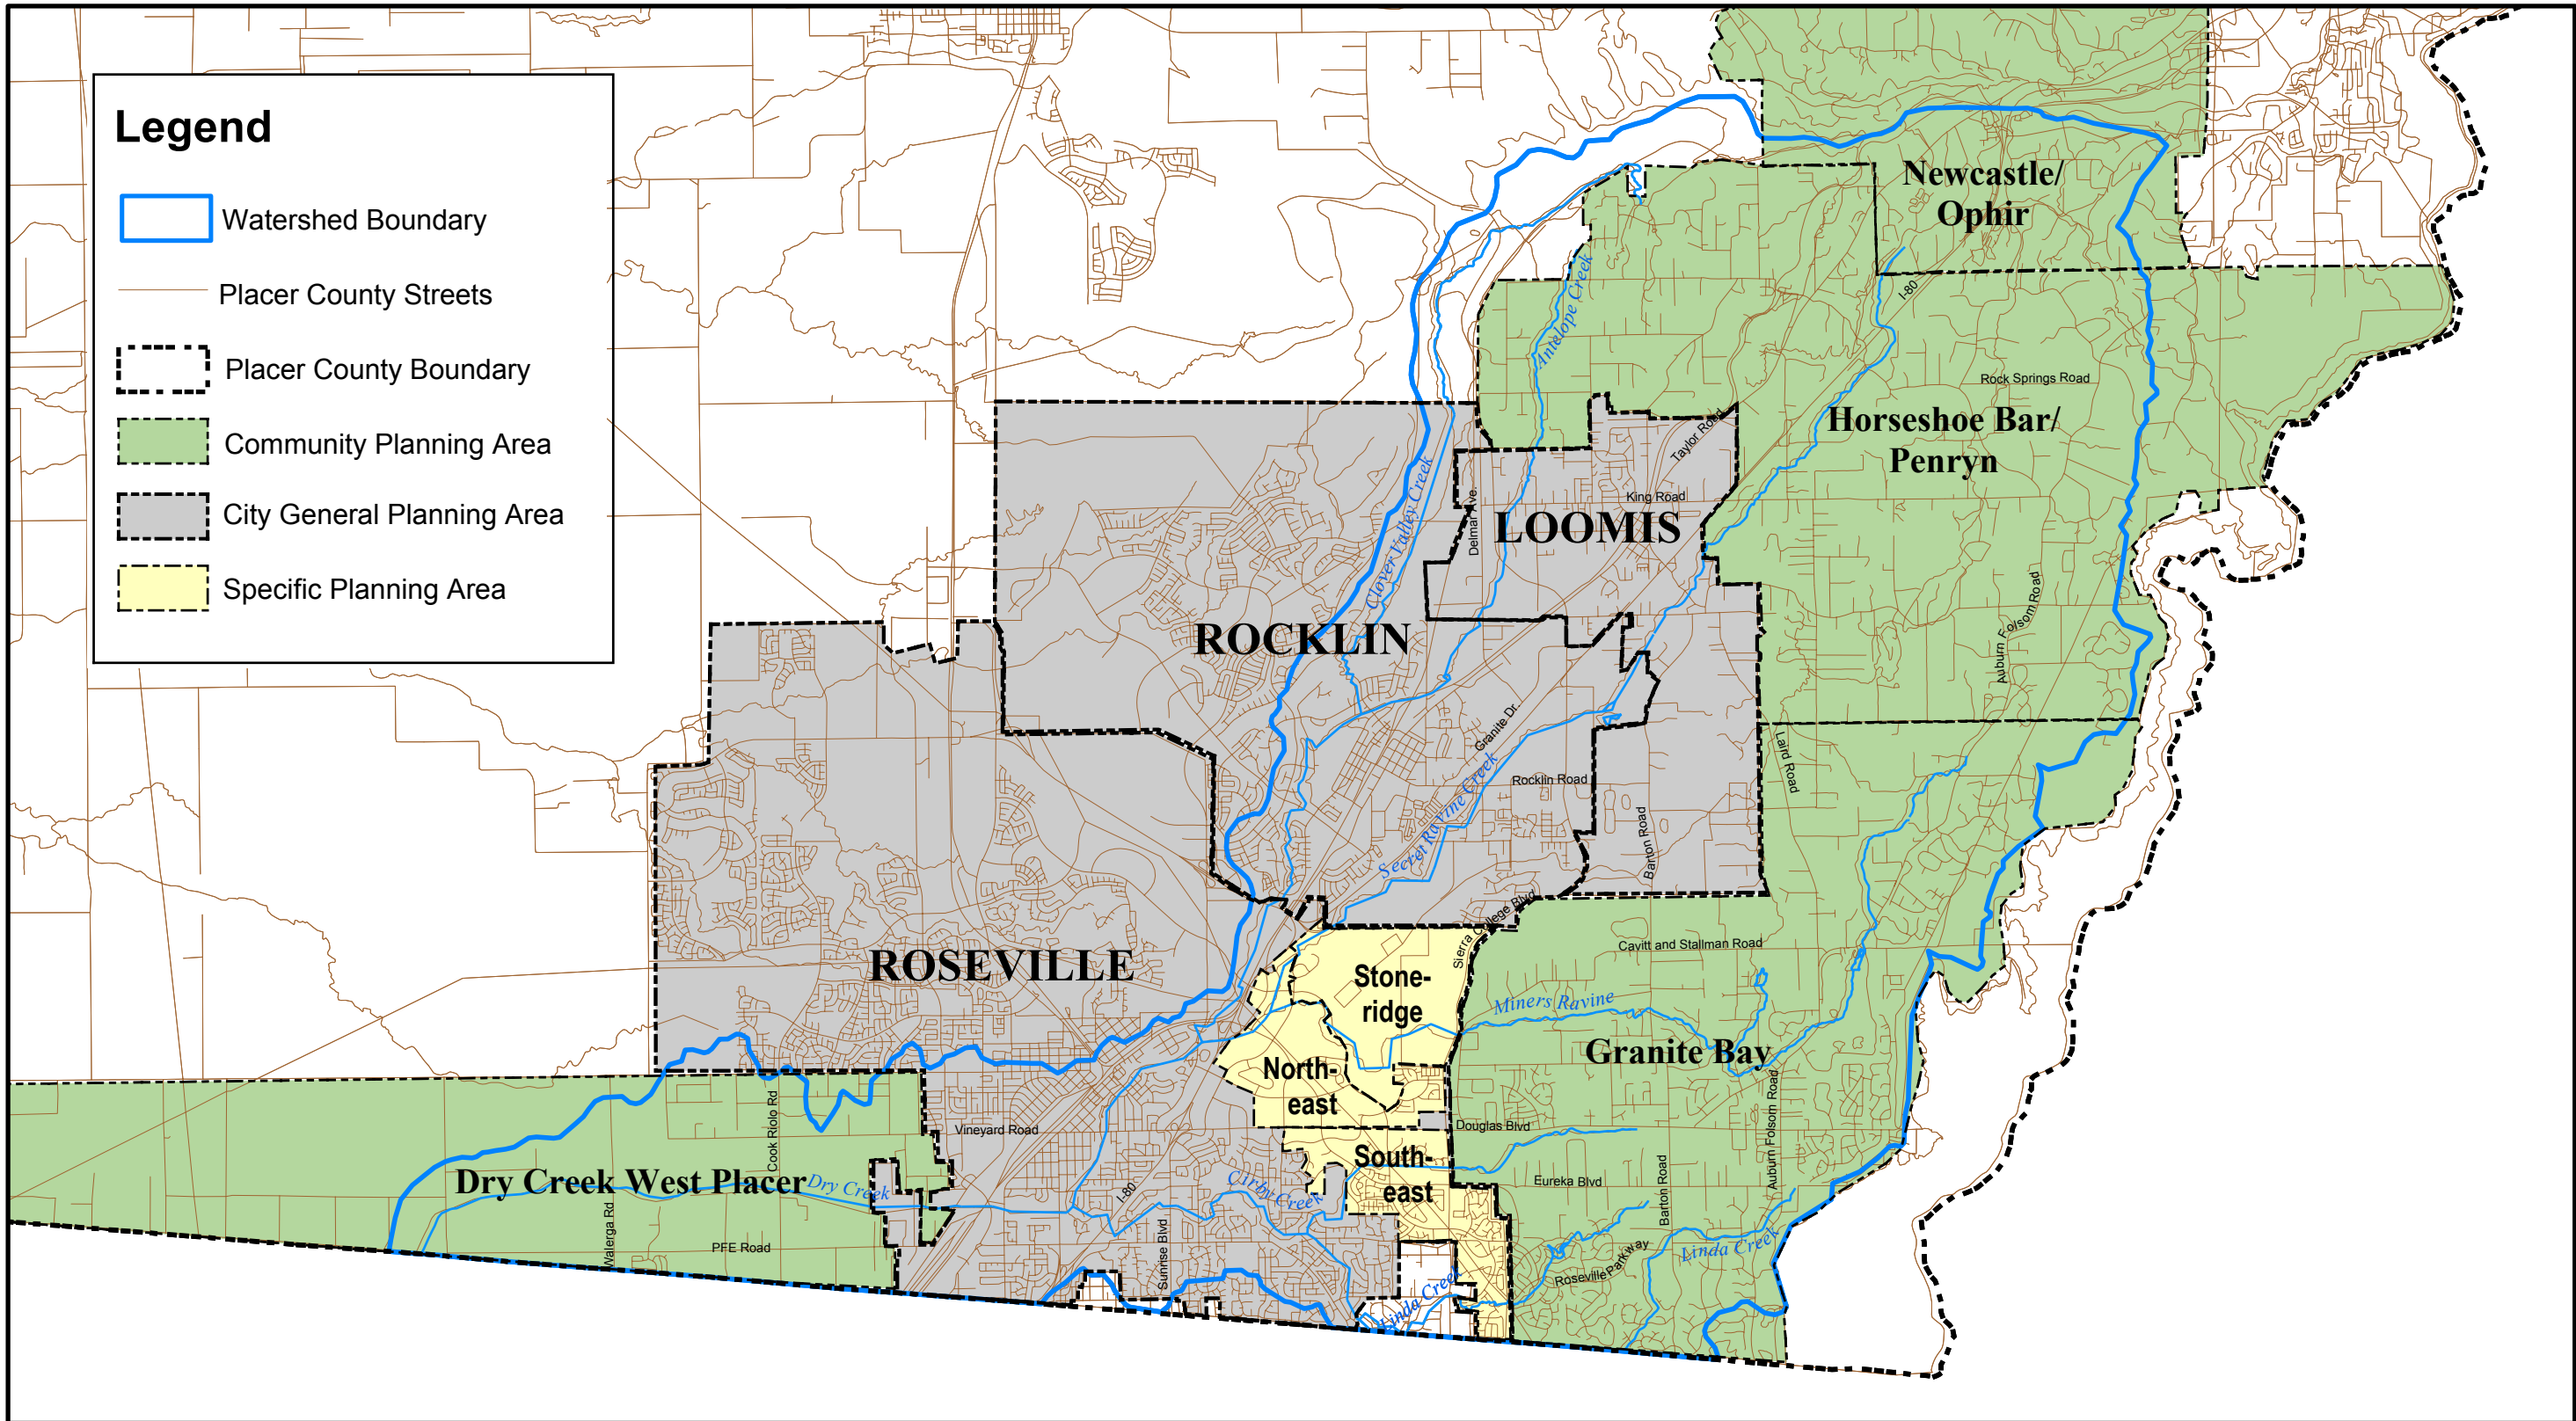 Legend
Watershed Boundary
Placer County Streets
Placer County Boundary
Community Planning Area
City General Planning Area
Specific Planning Area
Newcastle/
Ophir
I-80
Antelope Creek
Rock Springs Road
Horseshoe Bar/
Penryn
Taylor Road
King Road
LOOMIS
Delmar Ave.
Clover Valley Creek
ROCKLIN
Auburn Folsom Road
Granite Dr.
Laird Road
Rocklin Road
Secret Ravine Creek
Barton Road
Sierra College Blvd
Cavitt and Stallman Road
ROSEVILLE
Stone-
ridge
Miners Ravine
Granite Bay
North-
east
Douglas Blvd
Auburn Folsom Road
Cook Riolo Rd
Vineyard Road
South-
east
Dry Creek West Placer
Dry Creek
I-80
Cirby Creek
Eureka Blvd
Barton Road
Walerga Rd
PFE Road
Sunrise Blvd
Linda Creek
Roseville Parkway
Linda Creek